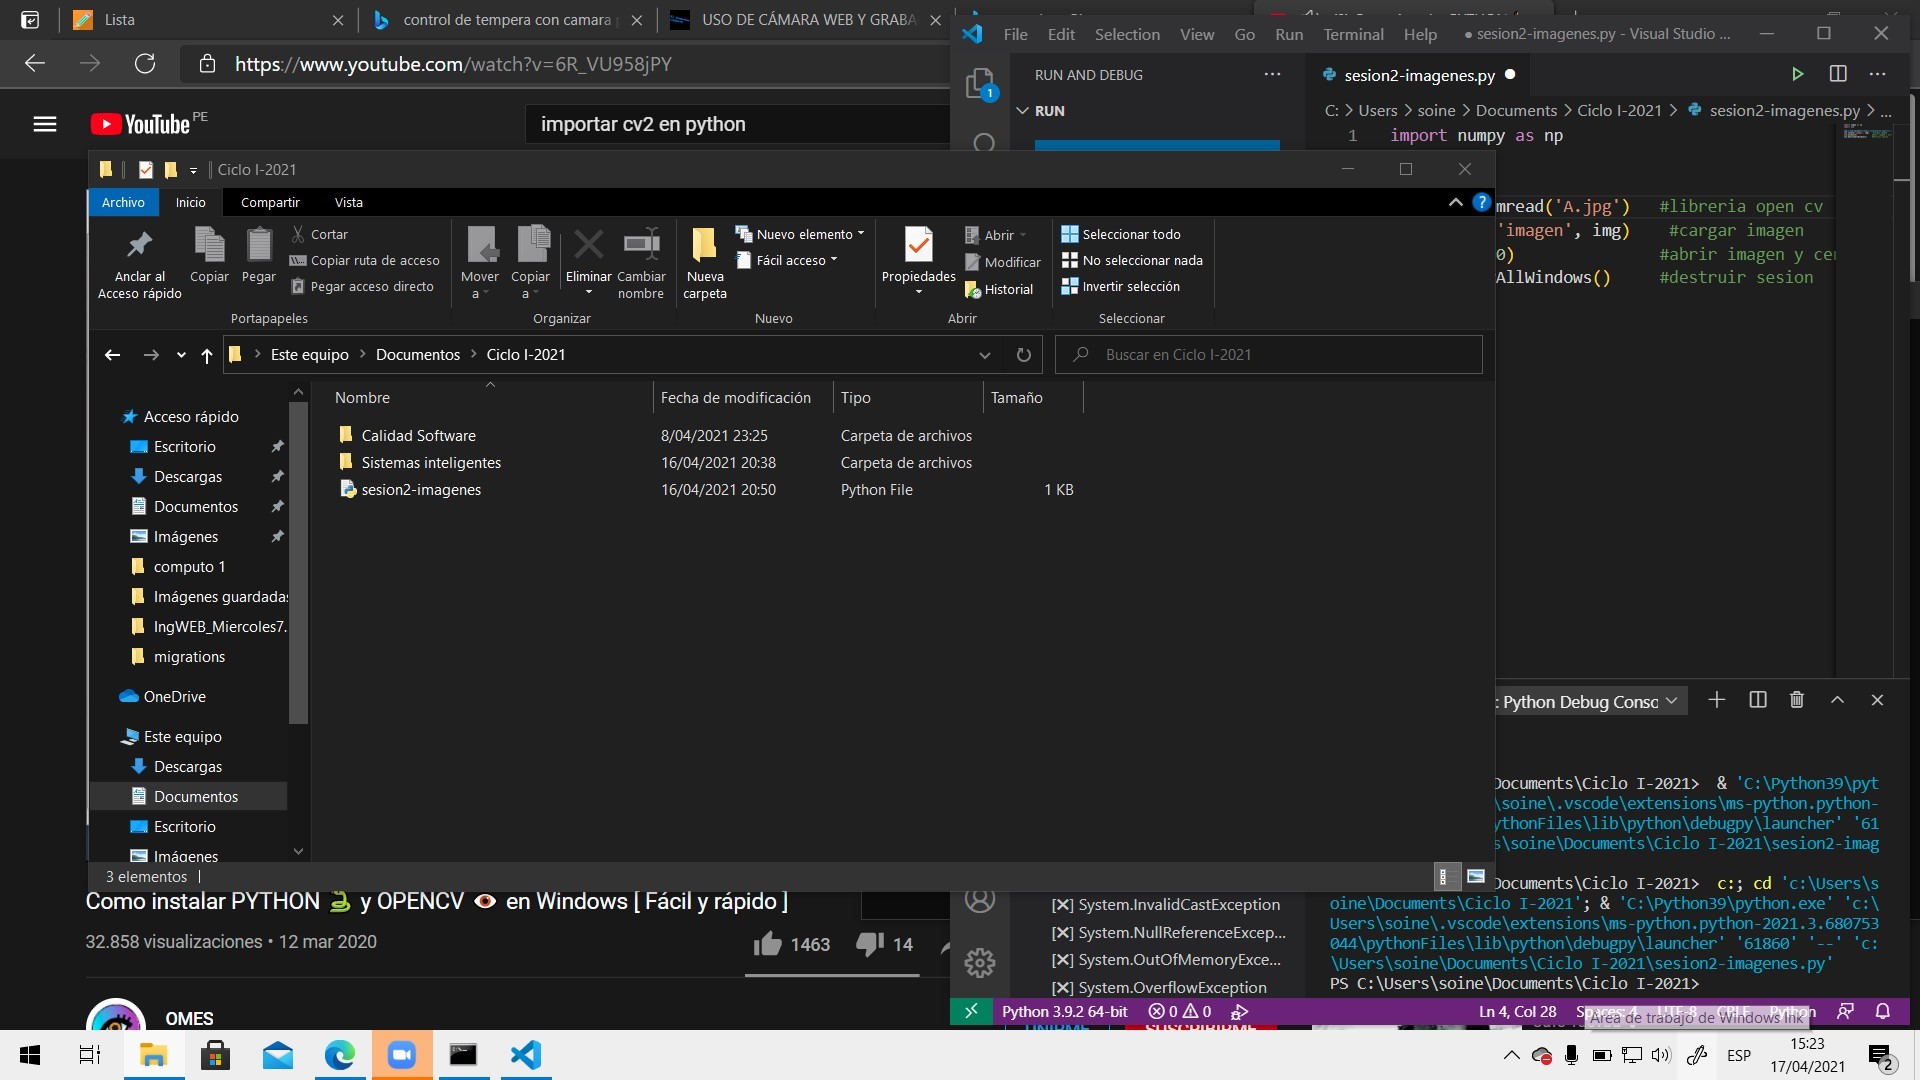 Lista
control de tempera con camara
USO DE CÁMARA WEB Y GRABA
https://www.youtube.com/watch?v=6R_VU958jPY
YouTube PE
importar cv2 en python
File Edit Selection View Go Run Terminal Help
● sesion2-imagenes.py - Visual Studio ...
RUN AND DEBUG
RUN
1
sesion2-imagenes.py
C: > Users > soine > Documents > Ciclo I-2021 > sesion2-imagenes.py > ...
1 import numpy as np
mread('A.jpg') #libreria open cv
'imagen', img) #cargar imagen
0) #abrir imagen y cer
AllWindows() #destruir sesion
Ciclo I-2021
Archivo Inicio Compartir Vista
Anclar al Acceso rápido
Copiar
Pegar
Cortar
Copiar ruta de acceso
Pegar acceso directo
Portapapeles
Mover a
Copiar a
Eliminar
Cambiar nombre
Organizar
Nueva carpeta
Nuevo elemento
Fácil acceso
Nuevo
Propiedades
Abrir
Modificar
Historial
Abrir
Seleccionar todo
No seleccionar nada
Invertir selección
Seleccionar
Este equipo > Documentos > Ciclo I-2021
Buscar en Ciclo I-2021
Nombre Fecha de modificación Tipo Tamaño
Calidad Software 8/04/2021 23:25 Carpeta de archivos
Sistemas inteligentes 16/04/2021 20:38 Carpeta de archivos
sesion2-imagenes 16/04/2021 20:50 Python File 1 KB
Acceso rápido
Escritorio
Descargas
Documentos
Imágenes
computo 1
Imágenes guardadas
IngWEB_Miercoles7.
migrations
OneDrive
Este equipo
Descargas
Documentos
Escritorio
Imágenes
3 elementos
: Python Debug Consc
Documents\Ciclo I-2021> & 'C:\Python39\pyt
\soine\.vscode\extensions\ms-python.python-
ythonFiles\lib\python\debugpy\launcher' '61
s\soine\Documents\Ciclo I-2021\sesion2-imag
Documents\Ciclo I-2021> c:; cd 'c:\Users\s
oine\Documents\Ciclo I-2021'; & 'C:\Python39\python.exe' 'c:\
Users\soine\.vscode\extensions\ms-python.python-2021.3.680753
044\pythonFiles\lib\python\debugpy\launcher' '61860' '--' 'c:
\Users\soine\Documents\Ciclo I-2021\sesion2-imagenes.py'
PS C:\Users\soine\Documents\Ciclo I-2021>
System.InvalidCastException
System.NullReferenceExcep...
System.OutOfMemoryExce...
System.OverflowException
Como instalar PYTHON 🐍 y OPENCV 👁 en Windows [ Fácil y rápido ]
32.858 visualizaciones • 12 mar 2020
1463 14
OMES
UNIRME SUSCRIBIRME
Python 3.9.2 64-bit 0 0 Ln 4, Col 28 Spaces: 4 UTF-8 CRLF Python
Área de trabajo de Windows Ink
ESP
15:23
17/04/2021
2